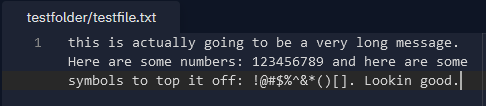 testfolder/testfile.txt
1 this is actually going to be a very long message.
Here are some numbers: 123456789 and here are some
symbols to top it off: !@#$%^&*()[]. Lookin good.